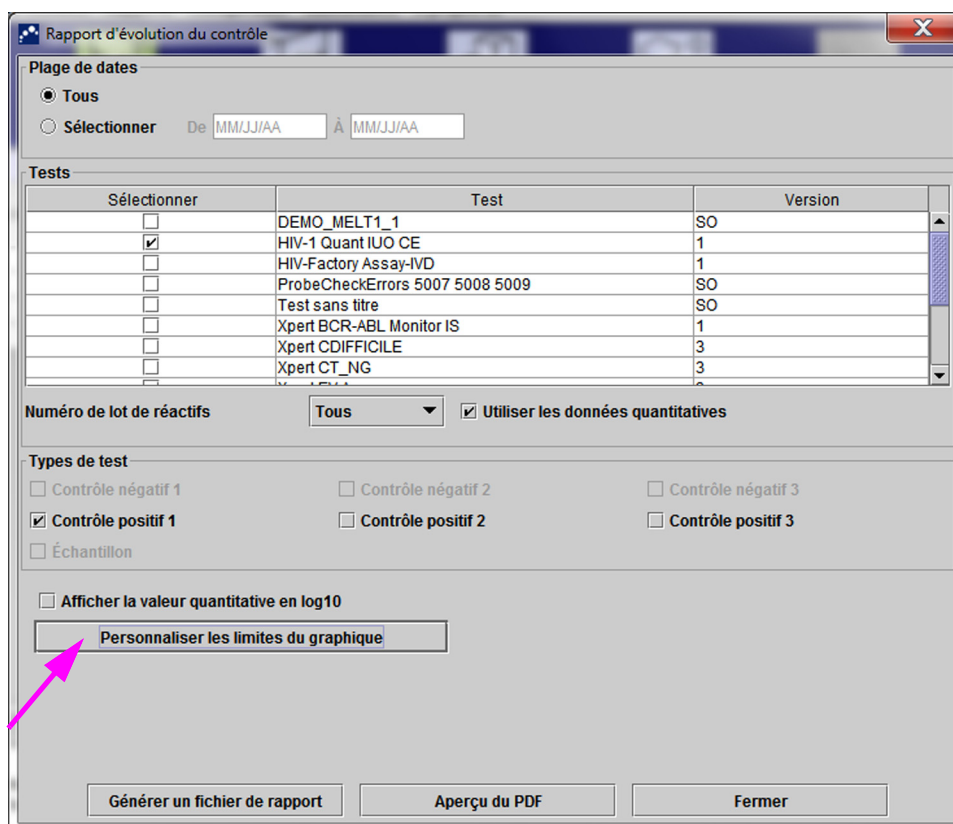 Rapport d'évolution du contrôle
Plage de dates
Tous
Sélectionner De MM/JJ/AA À MM/JJ/AA
Tests
Sélectionner Test Version
DEMO_MELT1_1 SO
HIV-1 Quant IUO CE 1
HIV-Factory Assay-IVD 1
ProbeCheckErrors 5007 5008 5009 SO
Test sans titre SO
Xpert BCR-ABL Monitor IS 1
Xpert CDIFFICILE 3
Xpert CT_NG 3
Numéro de lot de réactifs Tous Utiliser les données quantitatives
Types de test
Contrôle négatif 1 Contrôle négatif 2 Contrôle négatif 3
Contrôle positif 1 Contrôle positif 2 Contrôle positif 3
Échantillon
Afficher la valeur quantitative en log10
Personnaliser les limites du graphique
Générer un fichier de rapport Aperçu du PDF Fermer